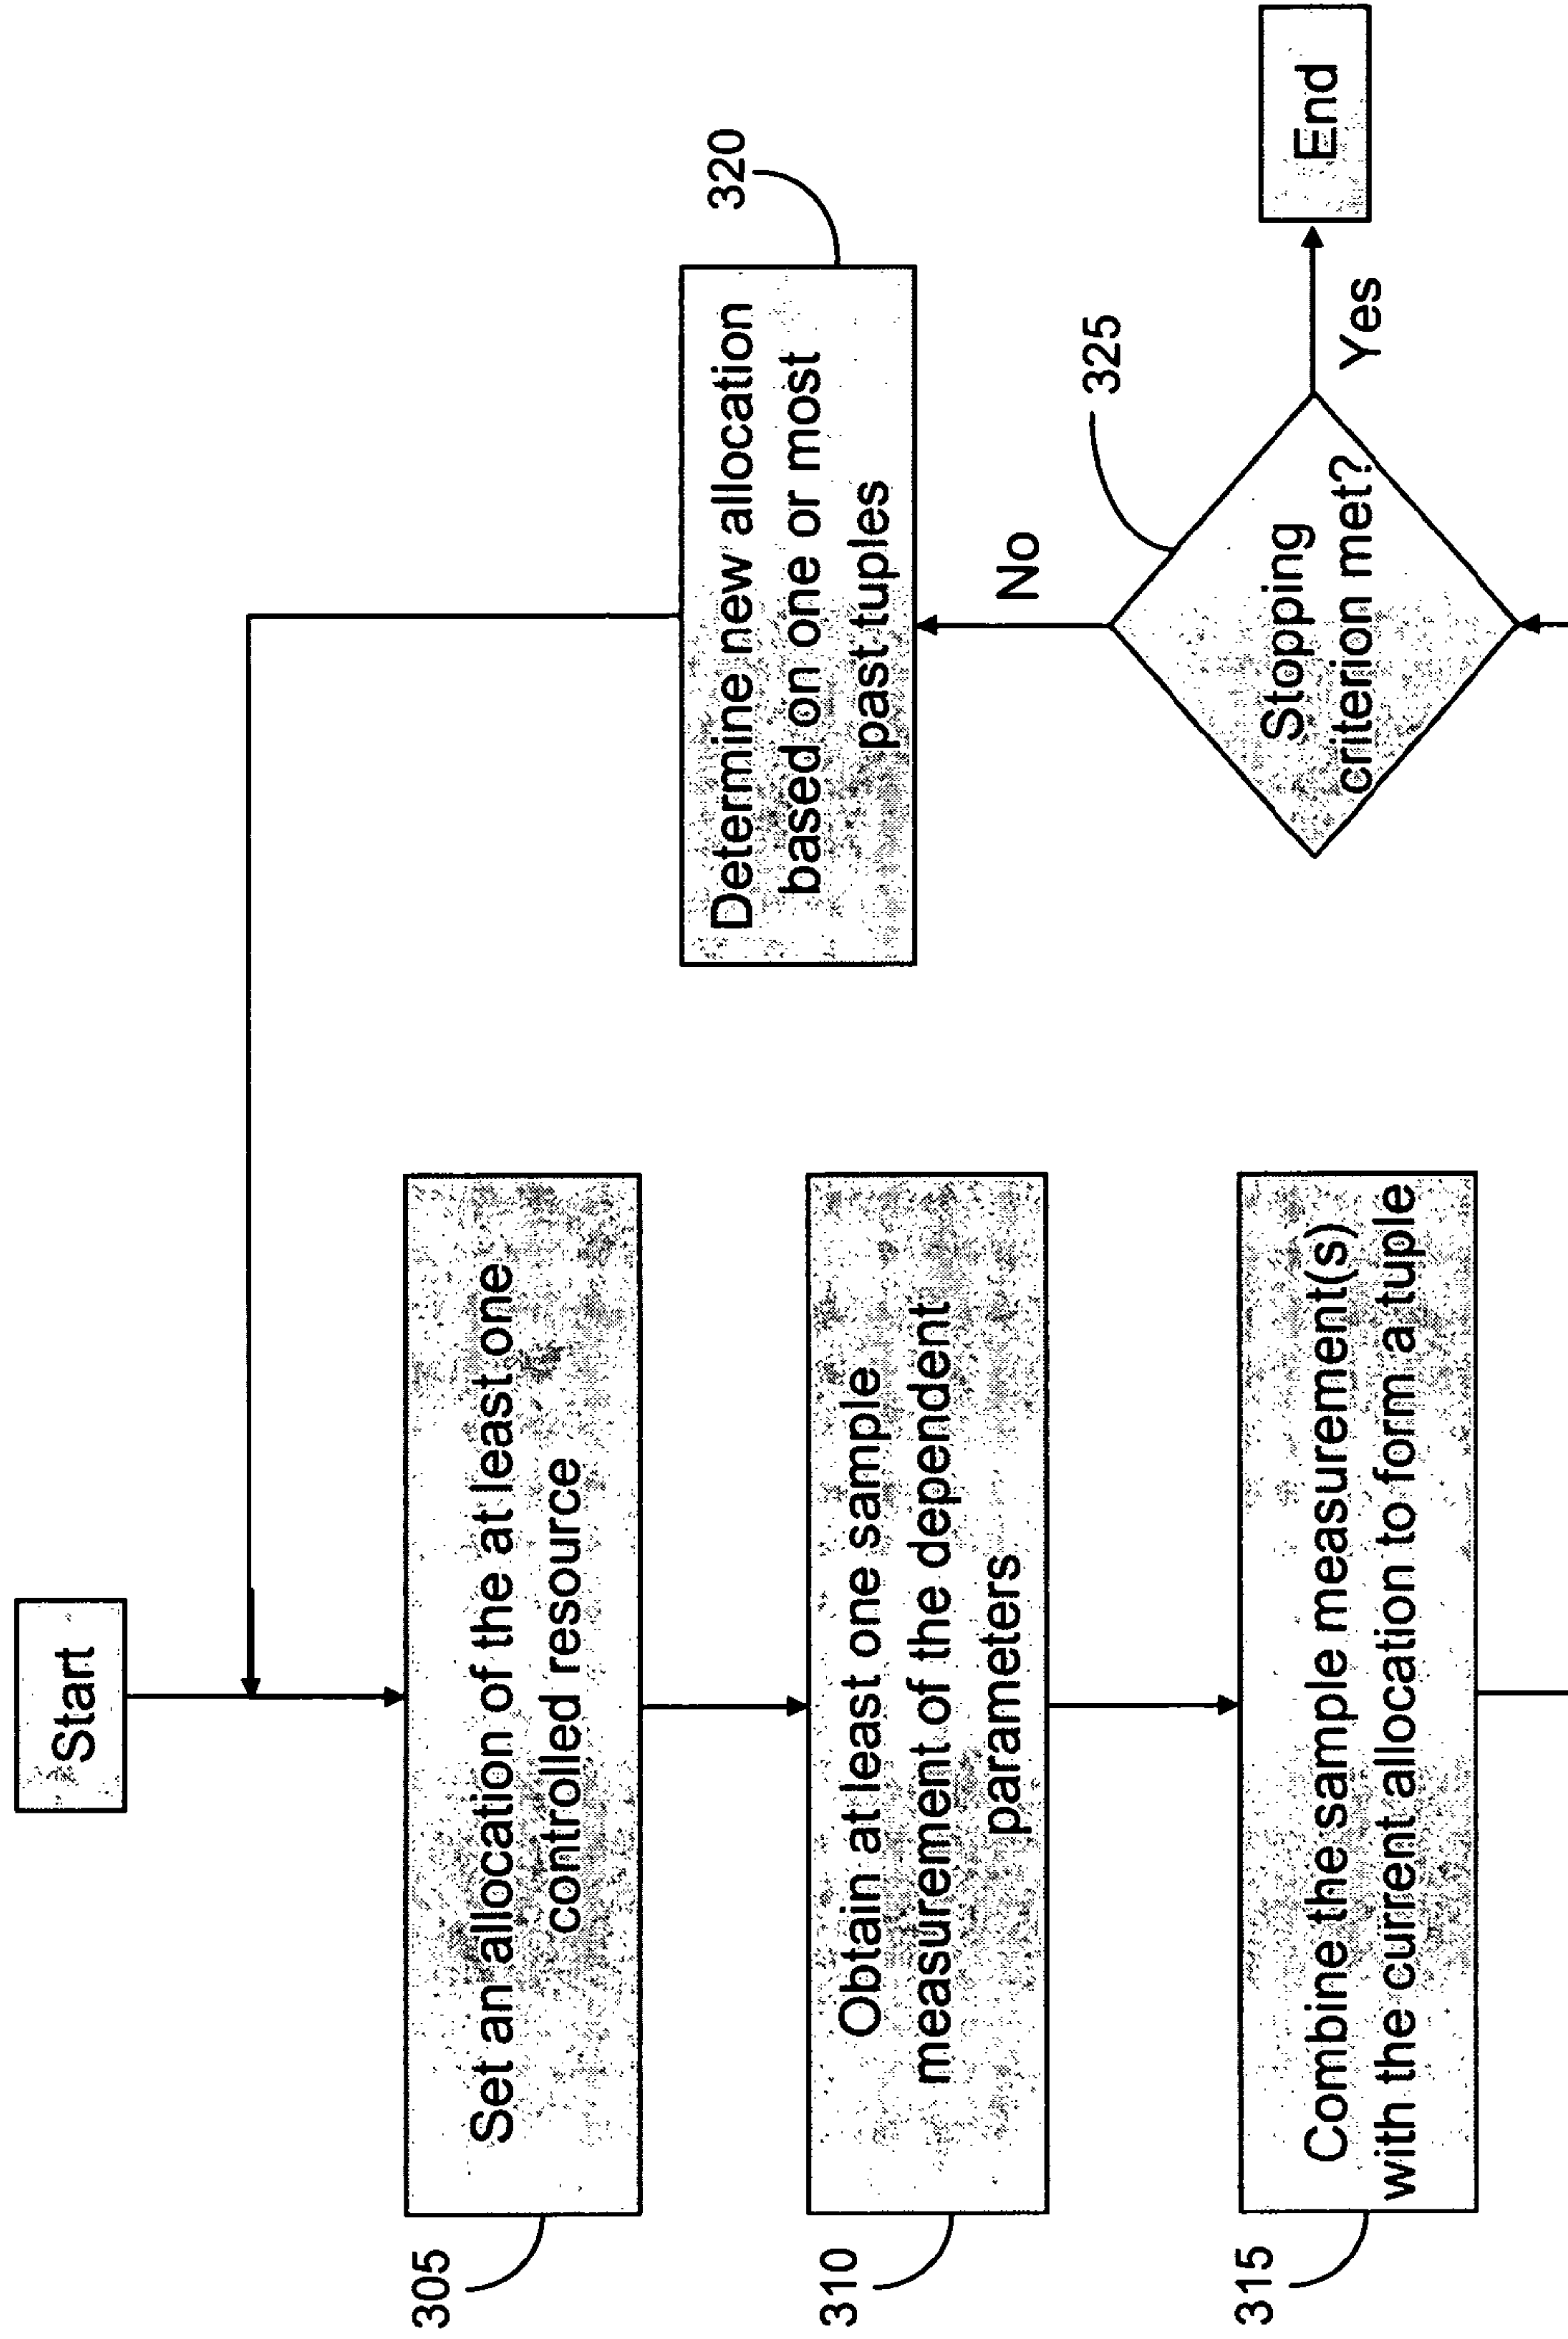 Start
305
Set an allocation of the at least one
controlled resource
310
Obtain at least one sample
measurement of the dependent
parameters
315
Combine the sample measurement(s)
with the current allocation to form a tuple
320
Determine new allocation
based on one or most
past tuples
No
325
Stopping
criterion met?
Yes
End